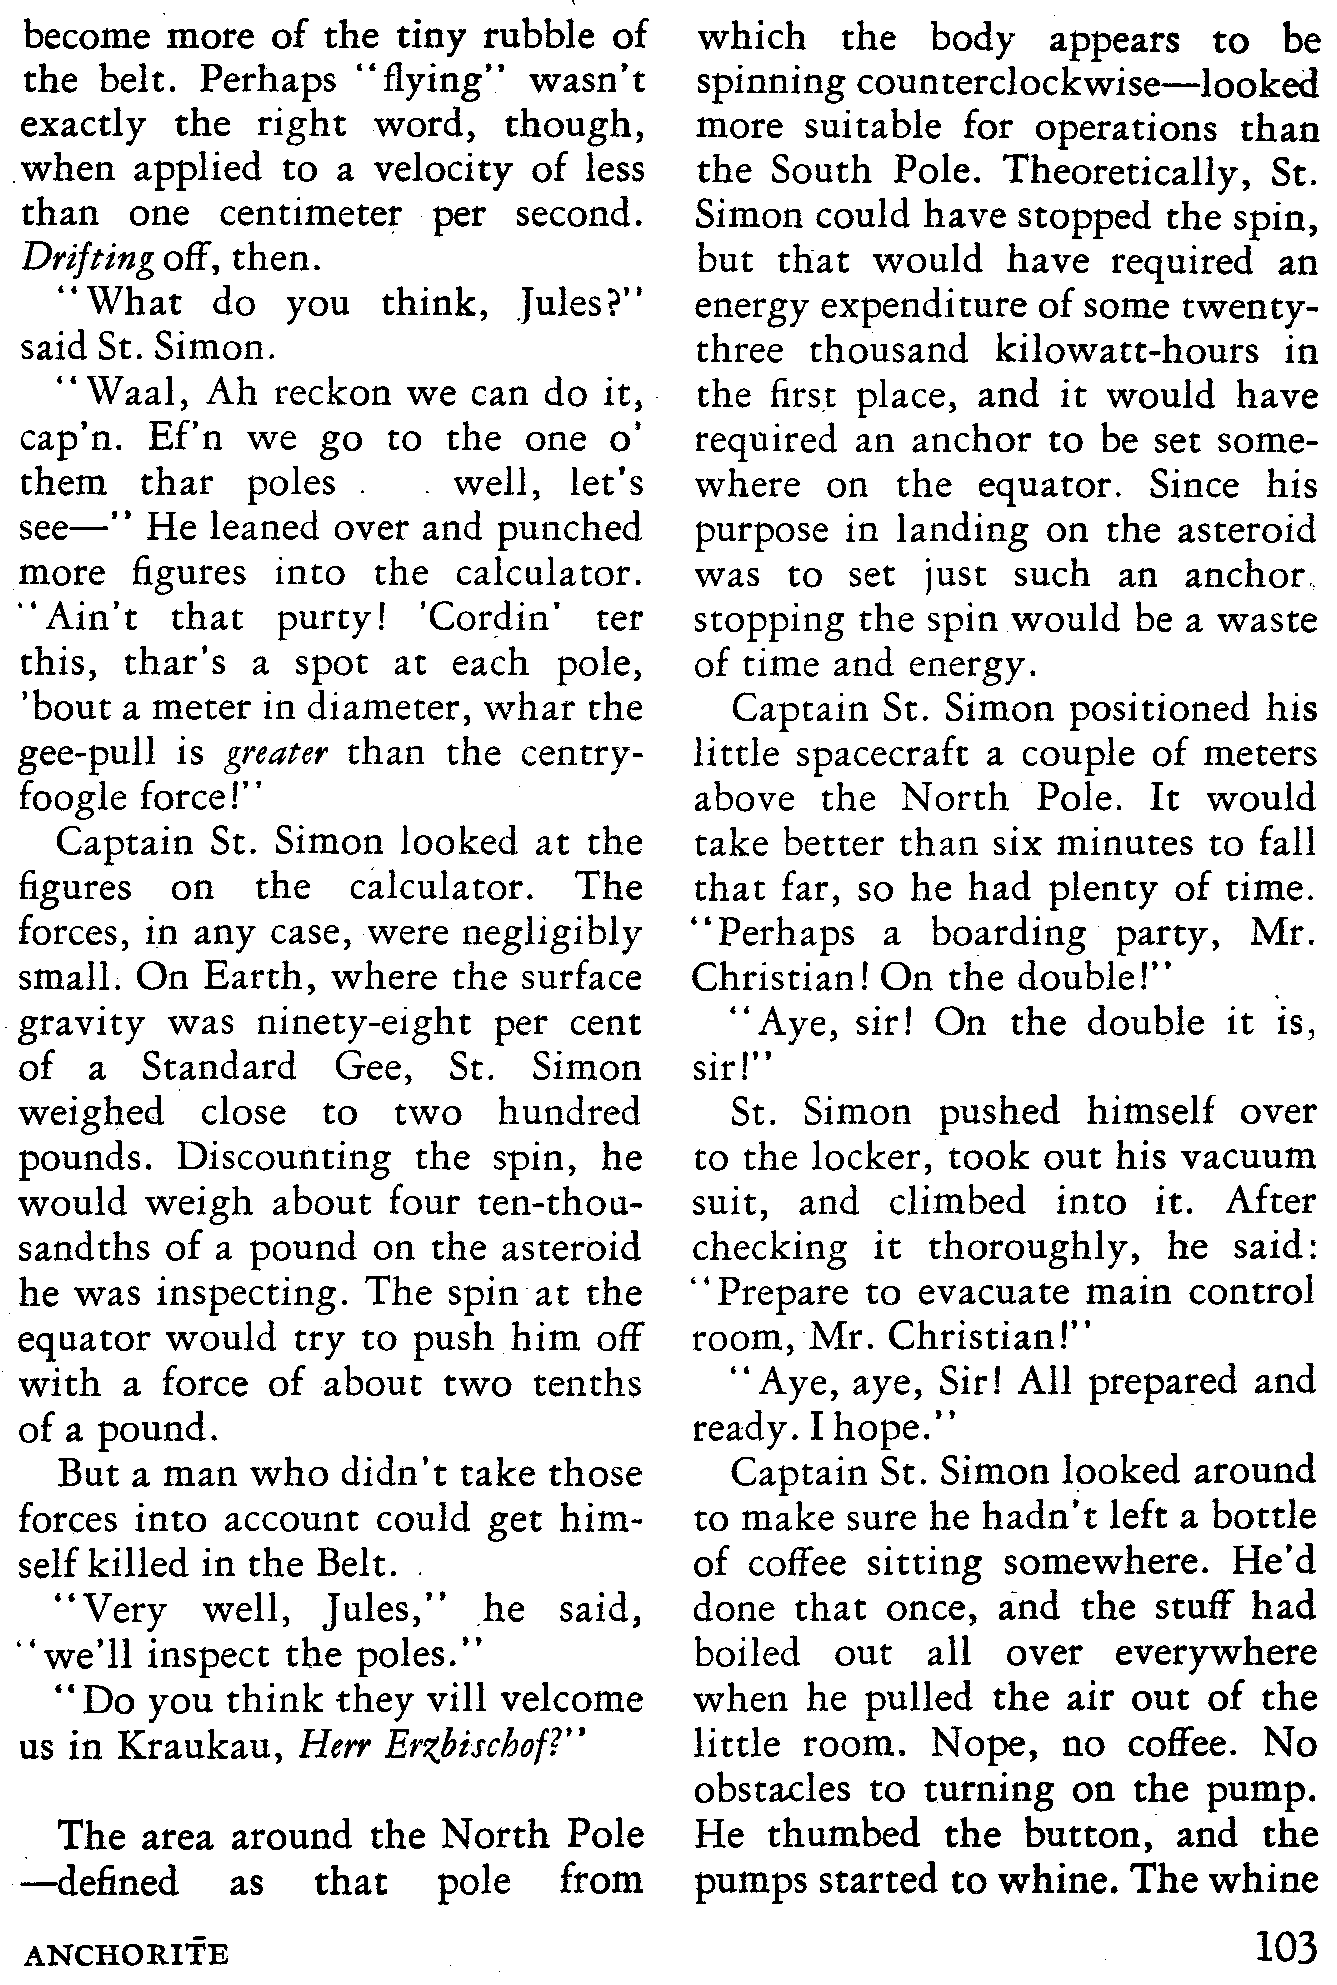 become more of the tiny rubble of
the belt. Perhaps "flying" wasn't
exactly the right word, though,
when applied to a velocity of less
than one centimeter per second.
Drifting off, then.
"What do you think, Jules?"
said St. Simon.
"Waal, Ah reckon we can do it,
cap'n. Ef'n we go to the one o'
them thar poles . . well, let's
see—" He leaned over and punched
more figures into the calculator.
"Ain't that purty! 'Cordin' ter
this, thar's a spot at each pole,
'bout a meter in diameter, whar the
gee-pull is greater than the centry-
foogle force!"
Captain St. Simon looked at the
figures on the calculator. The
forces, in any case, were negligibly
small. On Earth, where the surface
gravity was ninety-eight per cent
of a Standard Gee, St. Simon
weighed close to two hundred
pounds. Discounting the spin, he
would weigh about four ten-thou-
sandths of a pound on the asteroid
he was inspecting. The spin at the
equator would try to push him off
with a force of about two tenths
of a pound.
But a man who didn't take those
forces into account could get him-
self killed in the Belt.
"Very well, Jules," he said,
"we'll inspect the poles."
"Do you think they vill velcome
us in Kraukau, Herr Erzbischof?"
The area around the North Pole
—defined as that pole from
which the body appears to be
spinning counterclockwise—looked
more suitable for operations than
the South Pole. Theoretically, St.
Simon could have stopped the spin,
but that would have required an
energy expenditure of some twenty-
three thousand kilowatt-hours in
the first place, and it would have
required an anchor to be set some-
where on the equator. Since his
purpose in landing on the asteroid
was to set just such an anchor,
stopping the spin would be a waste
of time and energy.
Captain St. Simon positioned his
little spacecraft a couple of meters
above the North Pole. It would
take better than six minutes to fall
that far, so he had plenty of time.
"Perhaps a boarding party, Mr.
Christian! On the double!"
"Aye, sir! On the double it is,
sir!"
St. Simon pushed himself over
to the locker, took out his vacuum
suit, and climbed into it. After
checking it thoroughly, he said:
"Prepare to evacuate main control
room, Mr. Christian!"
"Aye, aye, Sir! All prepared and
ready. I hope."
Captain St. Simon looked around
to make sure he hadn't left a bottle
of coffee sitting somewhere. He'd
done that once, and the stuff had
boiled out all over everywhere
when he pulled the air out of the
little room. Nope, no coffee. No
obstacles to turning on the pump.
He thumbed the button, and the
pumps started to whine. The whine
ANCHORITE
103